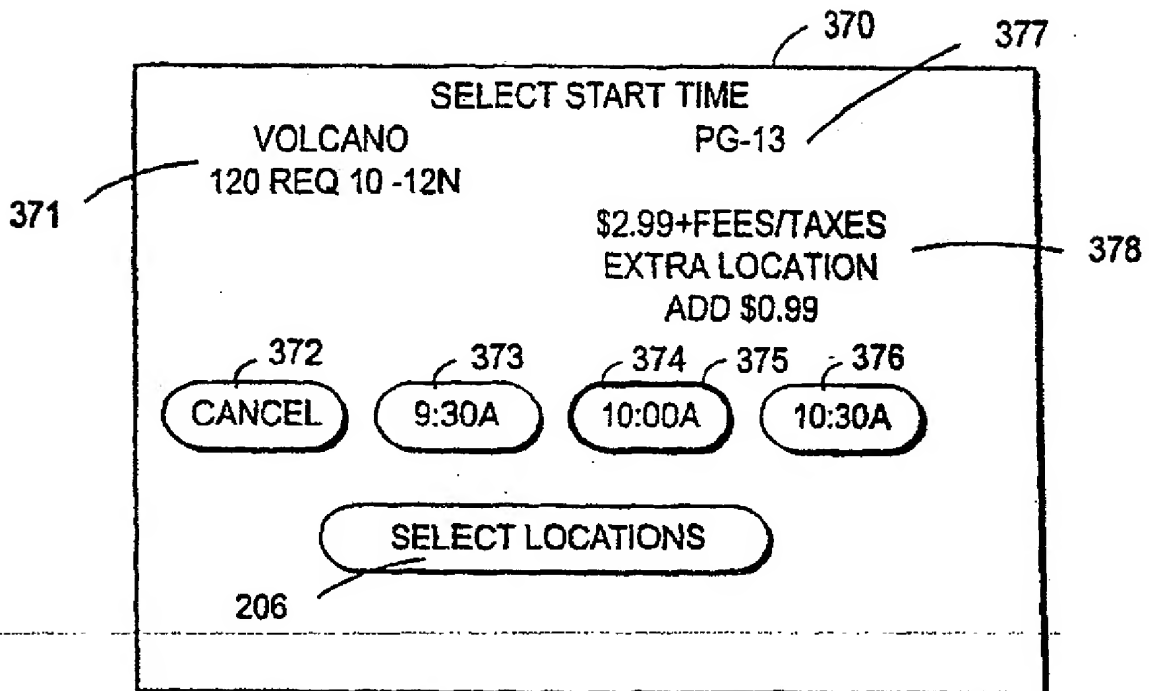 370
377
SELECT START TIME
VOLCANO
PG-13
371
120 REQ 10 -12N
$2.99+FEES/TAXES
378
EXTRA LOCATION
ADD $0.99
372
373
374
375
376
CANCEL
9:30A
10:00A
10:30A
SELECT LOCATIONS
206